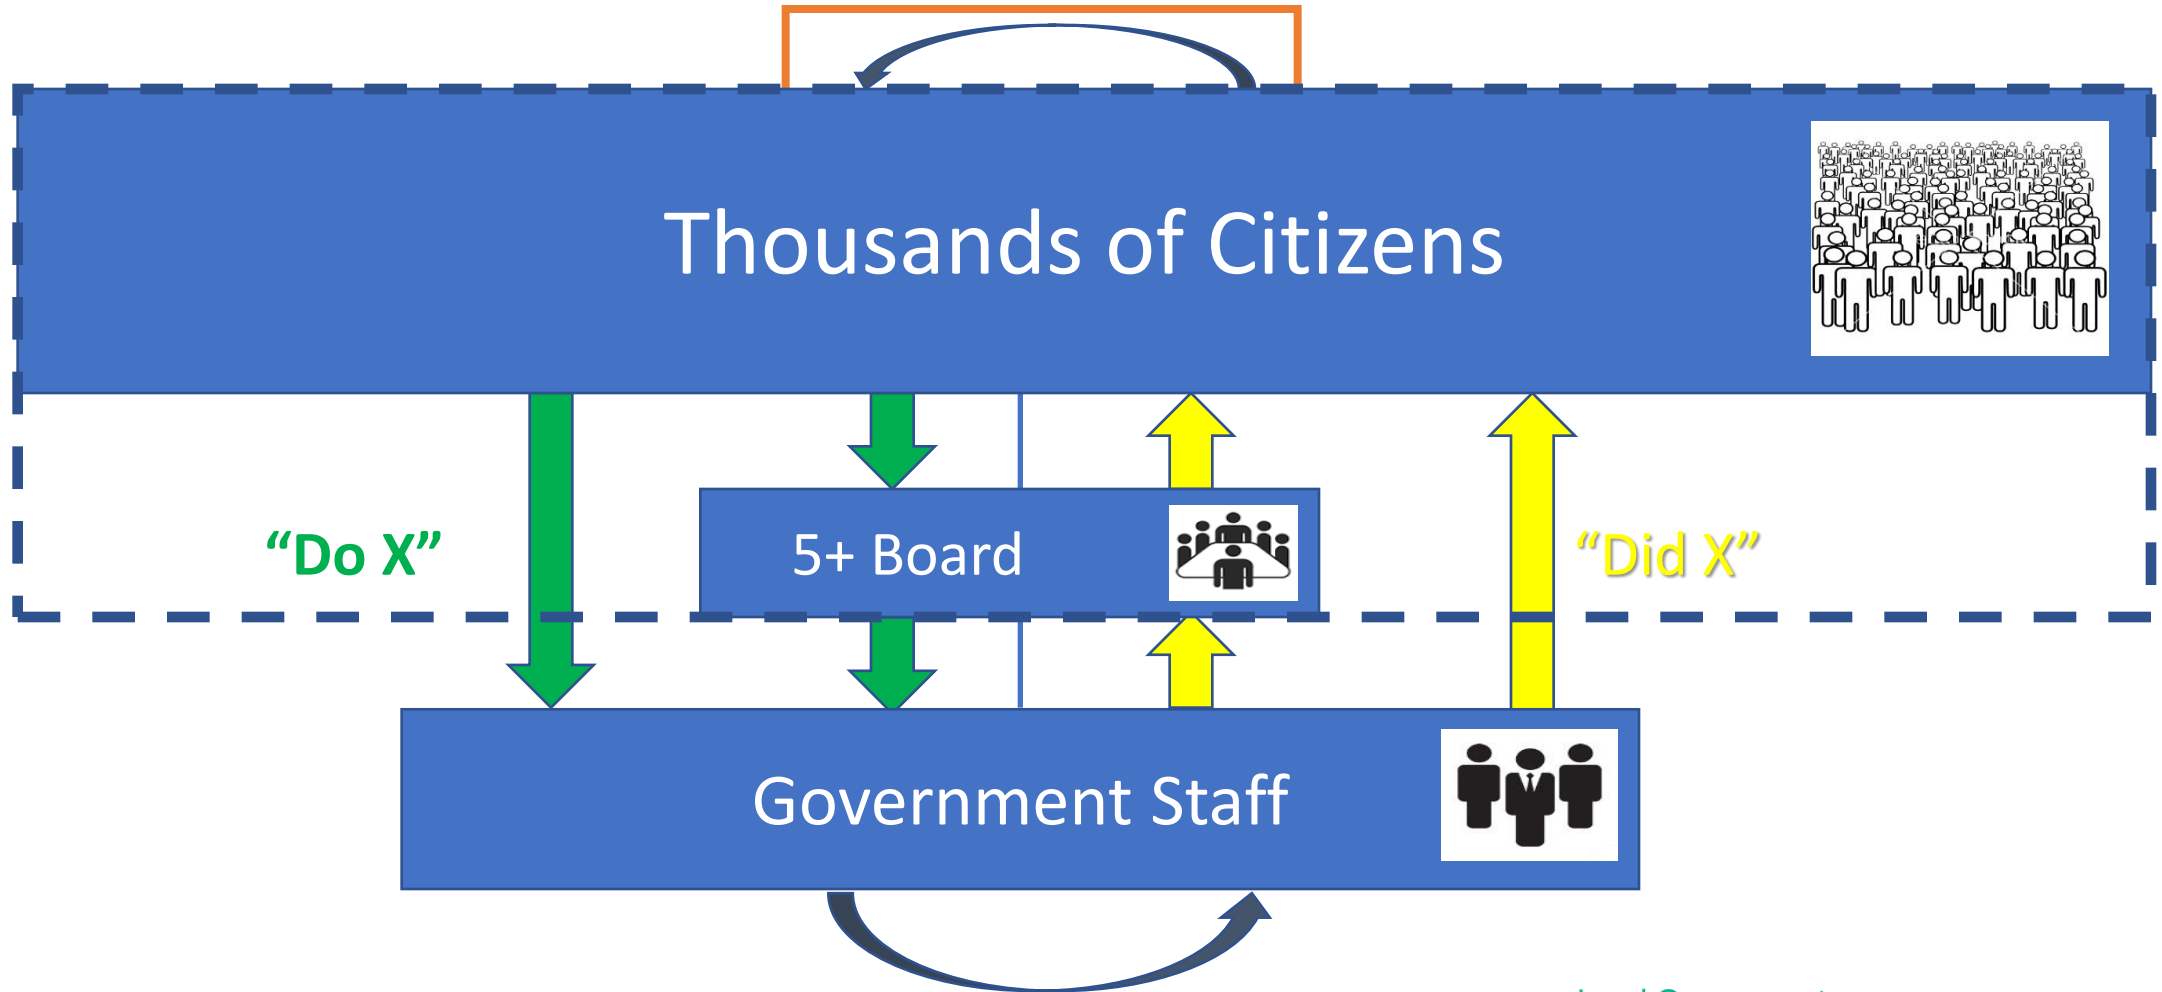 Thousands of Citizens
“Do X”
5+ Board
“Did X”
Government Staff